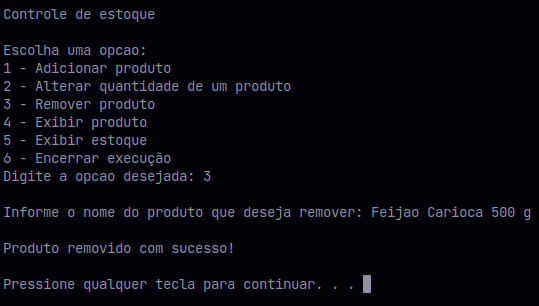 Controle de estoque
Escolha uma opcao:
1 - Adicionar produto
2 - Alterar quantidade de um produto
3 - Remover produto
4 - Exibir produto
5 - Exibir estoque
6 - Encerrar execução
Digite a opcao desejada: 3
Informe o nome do produto que deseja remover: Feijao Carioca 500 g
Produto removido com sucesso!
Pressione qualquer tecla para continuar. . .